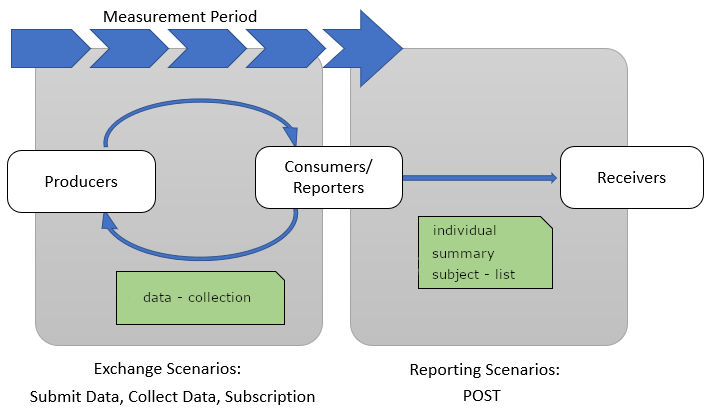 Measurement Period
Producers
Consumers/
Reporters
Receivers
individual
summary
subject - list
data - collection
Exchange Scenarios:
Submit Data, Collect Data, Subscription
Reporting Scenarios:
POST